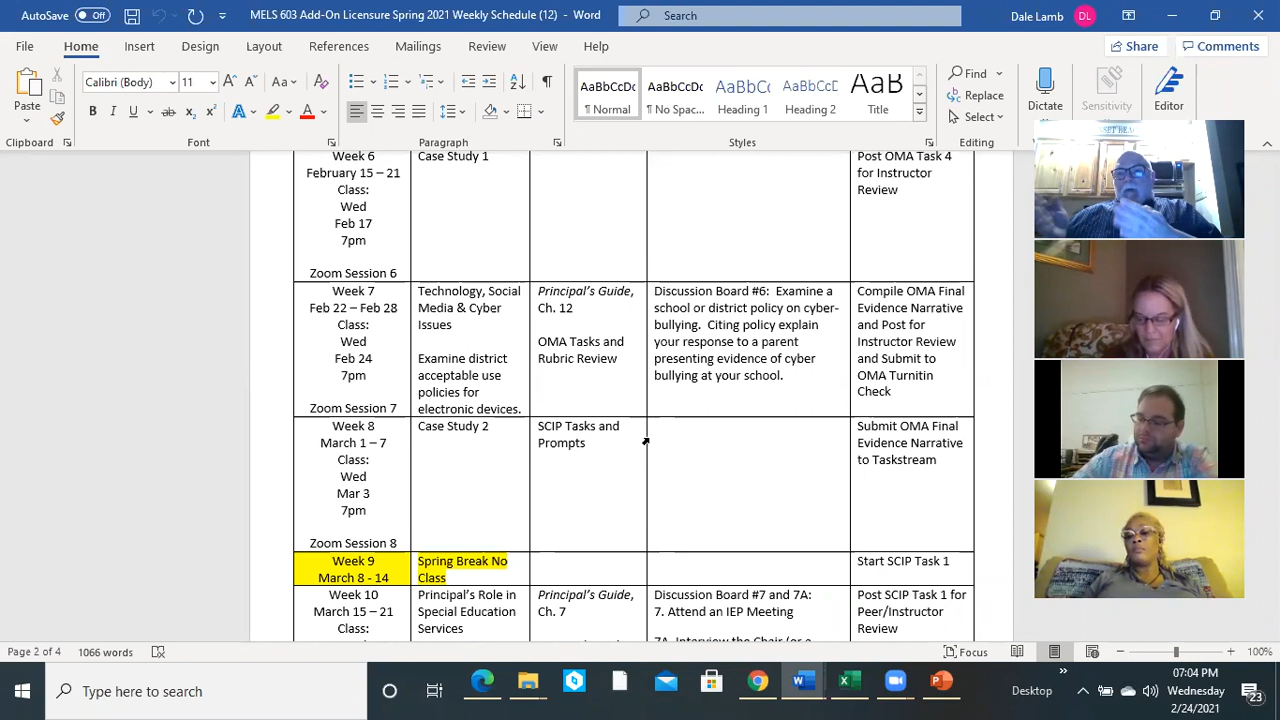 AutoSave Off MELS 603 Add-On Licensure Spring 2021 Weekly Schedule (12) - Word Search Dale Lamb DL
File Home Insert Design Layout References Mailings Review View Help Share Comments
Calibri (Body) 11 Aa
Paste
B I U ab x₂ x² A A
AaBbCcDc AaBbCcDc AaBbCc AaBbCcD AaB
¶ Normal ¶ No Spac... Heading 1 Heading 2 Title
Find
Replace
Select
Dictate Sensitivity Editor
Clipboard Font Paragraph Styles Editing
Week 6
February 15 – 21
Class:
Wed
Feb 17
7pm
Zoom Session 6
Case Study 1
Post OMA Task 4
for Instructor
Review
Week 7
Feb 22 – Feb 28
Class:
Wed
Feb 24
7pm
Zoom Session 7
Technology, Social
Media & Cyber
Issues
Examine district
acceptable use
policies for
electronic devices.
Principal's Guide,
Ch. 12
OMA Tasks and
Rubric Review
Discussion Board #6: Examine a
school or district policy on cyber-
bullying. Citing policy explain
your response to a parent
presenting evidence of cyber
bullying at your school.
Compile OMA Final
Evidence Narrative
and Post for
Instructor Review
and Submit to
OMA Turnitin
Check
Week 8
March 1 – 7
Class:
Wed
Mar 3
7pm
Zoom Session 8
Case Study 2
SCIP Tasks and
Prompts
Submit OMA Final
Evidence Narrative
to Taskstream
Week 9
March 8 - 14
Spring Break No
Class
Start SCIP Task 1
Week 10
March 15 – 21
Class:
Principal's Role in
Special Education
Services
Principal's Guide,
Ch. 7
Discussion Board #7 and 7A:
7. Attend an IEP Meeting
7A. Interview the Chair (or a
Post SCIP Task 1 for
Peer/Instructor
Review
Page 2 of 4 1066 words Focus 100%
Type here to search
Desktop
07:04 PM
Wednesday
2/24/2021
23